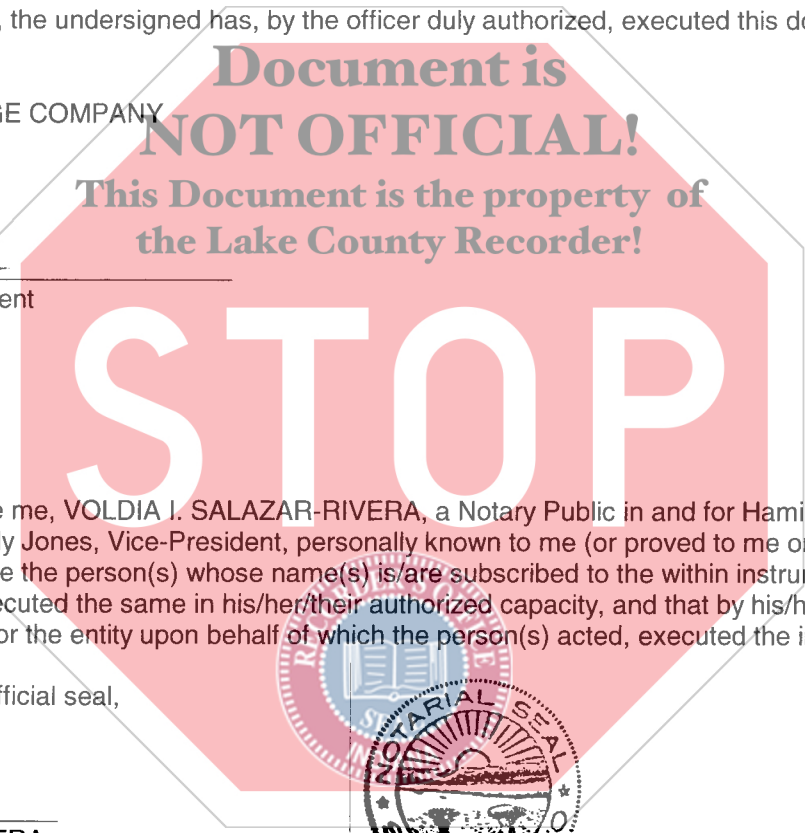 , the undersigned has, by the officer duly authorized, executed this do
Document is
GE COMPANY
NOT OFFICIAL!
This Document is the property of
the Lake County Recorder!
ent
STOP
e me, VOLDIA I. SALAZAR-RIVERA, a Notary Public in and for Hami
ly Jones, Vice-President, personally known to me (or proved to me o
e the person(s) whose name(s) is/are subscribed to the within instru
ecuted the same in his/her/their authorized capacity, and that by his/h
or the entity upon behalf of which the person(s) acted, executed the i
RECORDER'S OFFICE
fficial seal,
SEAL
NOTARIAL SEAL